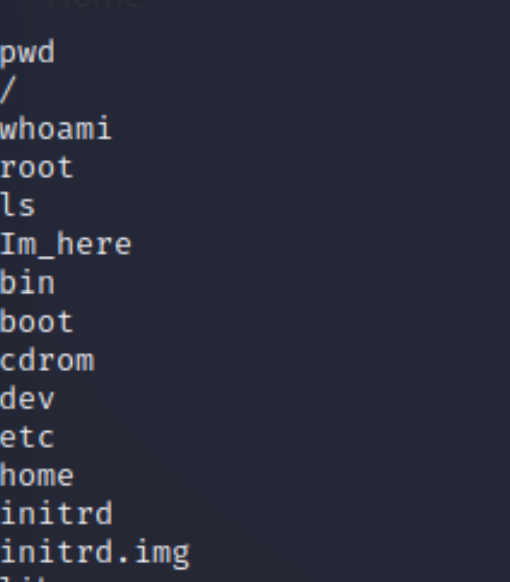 pwd
/
whoami
root
ls
Im_here
bin
boot
cdrom
dev
etc
home
initrd
initrd.img